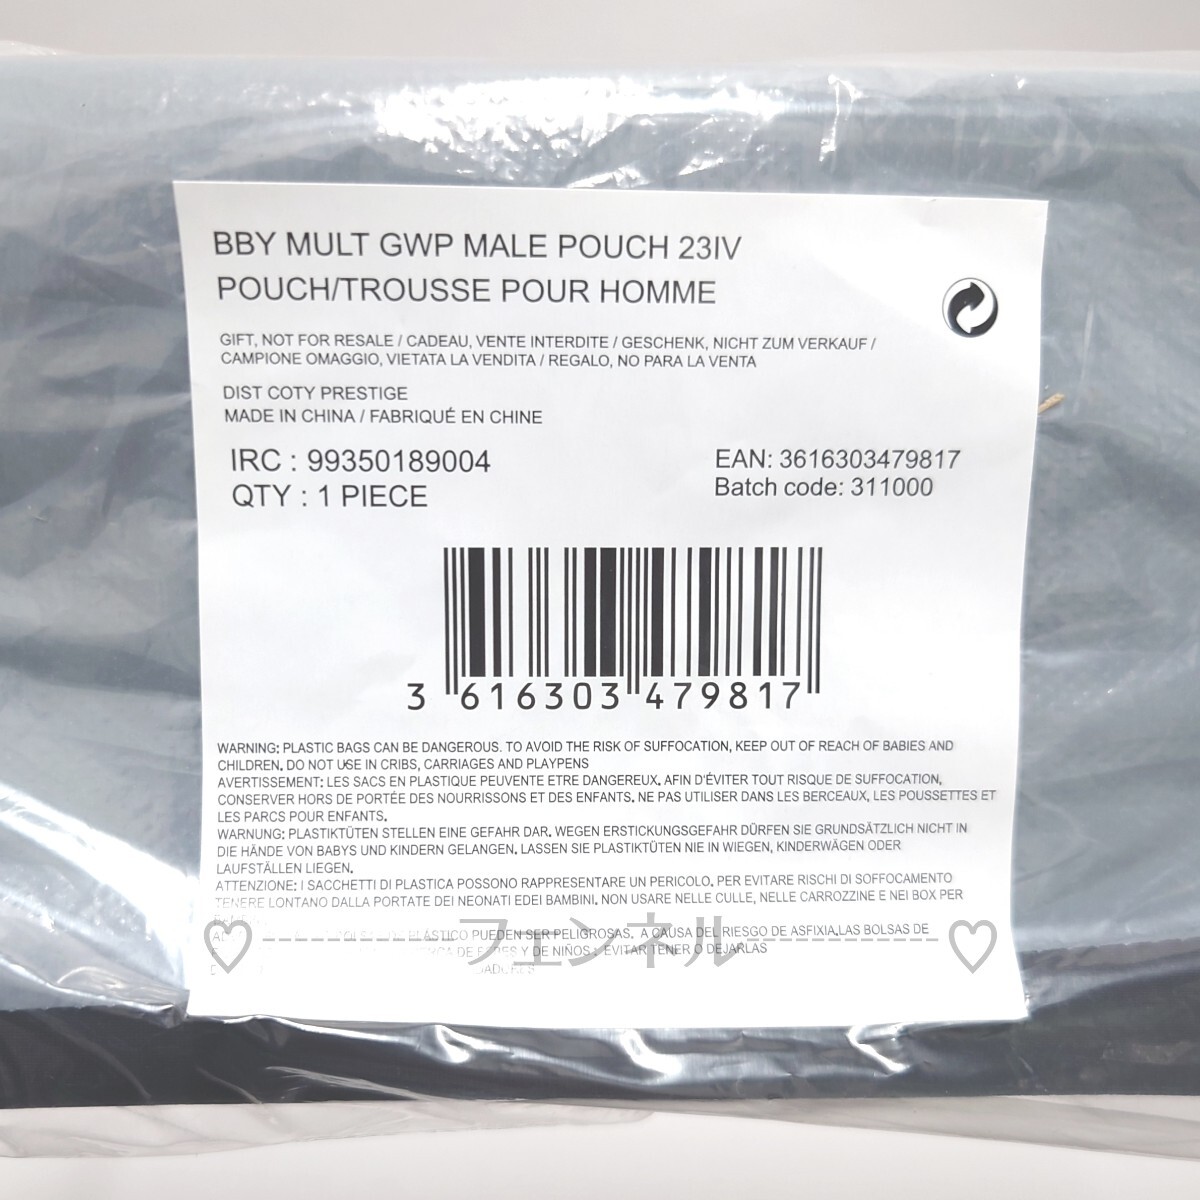 BBY MULT GWP MALE POUCH 23IV
POUCH/TROUSSE POUR HOMME
GIFT, NOT FOR RESALE / CADEAU, VENTE INTERDITE / GESCHENK, NICHT ZUM VERKAUF /
CAMPIONE OMAGGIO, VIETATA LA VENDITA / REGALO, NO PARA LA VENTA
DIST COTY PRESTIGE
MADE IN CHINA / FABRIQUÉ EN CHINE
IRC : 99350189004
EAN: 3616303479817
QTY : 1 PIECE
Batch code: 311000
3 616303 479817
WARNING: PLASTIC BAGS CAN BE DANGEROUS. TO AVOID THE RISK OF SUFFOCATION, KEEP OUT OF REACH OF BABIES AND
CHILDREN. DO NOT USE IN CRIBS, CARRIAGES AND PLAYPENS
AVERTISSEMENT: LES SACS EN PLASTIQUE PEUVENTE ETRE DANGEREUX. AFIN D'ÉVITER TOUT RISQUE DE SUFFOCATION,
CONSERVER HORS DE PORTÉE DES NOURRISSONS ET DES ENFANTS. NE PAS UTILISER DANS LES BERCEAUX, LES POUSSETTES ET
LES PARCS POUR ENFANTS.
WARNUNG: PLASTIKTÜTEN STELLEN EINE GEFAHR DAR. WEGEN ERSTICKUNGSGEFAHR DÜRFEN SIE GRUNDSÄTZLICH NICHT IN
DIE HÄNDE VON BABYS UND KINDERN GELANGEN. LASSEN SIE PLASTIKTÜTEN NIE IN WIEGEN, KINDERWÄGEN ODER
LAUFSTÄLLEN LIEGEN.
ATTENZIONE: I SACCHETTI DI PLASTICA POSSONO RAPPRESENTARE UN PERICOLO. PER EVITARE RISCHI DI SOFFOCAMENTO
TENERE LONTANO DALLA PORTATE DEI NEONATI EDEI BAMBINI. NON USARE NELLE CULLE, NELLE CARROZZINE E NEI BOX PER
PLÁSTICO PUEDEN SER PELIGROSAS. A CAUSA DEL RIESGO DE ASFIXIA.LAS BOLSAS DE
♡--------------フェンネル--------------♡
Y DE NIÑOS. EVITAR TENER O DEJARLAS